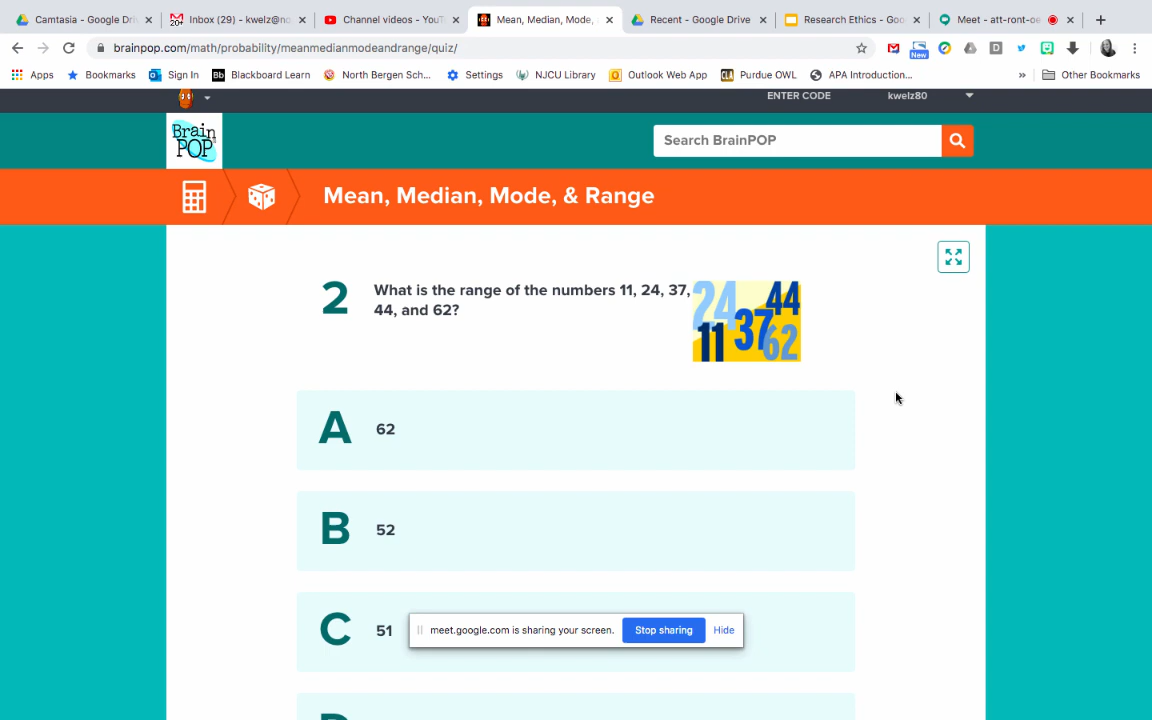 Camtasia - Google Dri
Inbox (29) - kwelz@no
Channel videos - YouT
Mean, Median, Mode,
Recent - Google Drive
Research Ethics - Goo
Meet - att-ront-oe
brainpop.com/math/probability/meanmedianmodeandrange/quiz/
New
Apps
Bookmarks
Sign In
Bb Blackboard Learn
North Bergen Sch...
Settings
NJCU Library
Outlook Web App
Purdue OWL
APA Introduction...
»
Other Bookmarks
ENTER CODE
kwelz80
Brain
POP
Search BrainPOP
Mean, Median, Mode, & Range
2
What is the range of the numbers 11, 24, 37,
44, and 62?
24 44
11 37 62
A 62
B 52
C 51
meet.google.com is sharing your screen. Stop sharing Hide